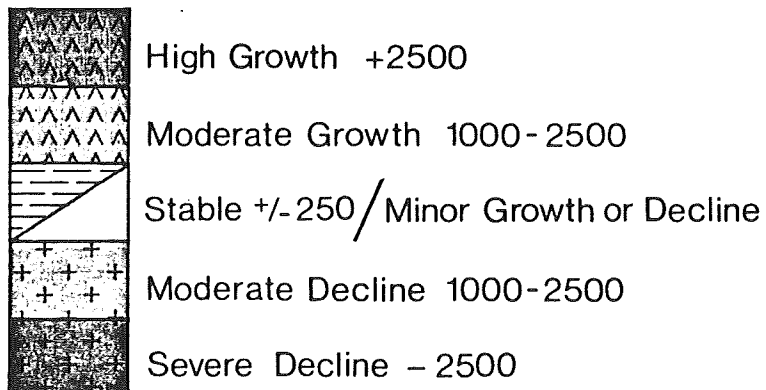 High Growth +2500
Moderate Growth 1000-2500
Stable +/-250/Minor Growth or Decline
Moderate Decline 1000-2500
Severe Decline -2500